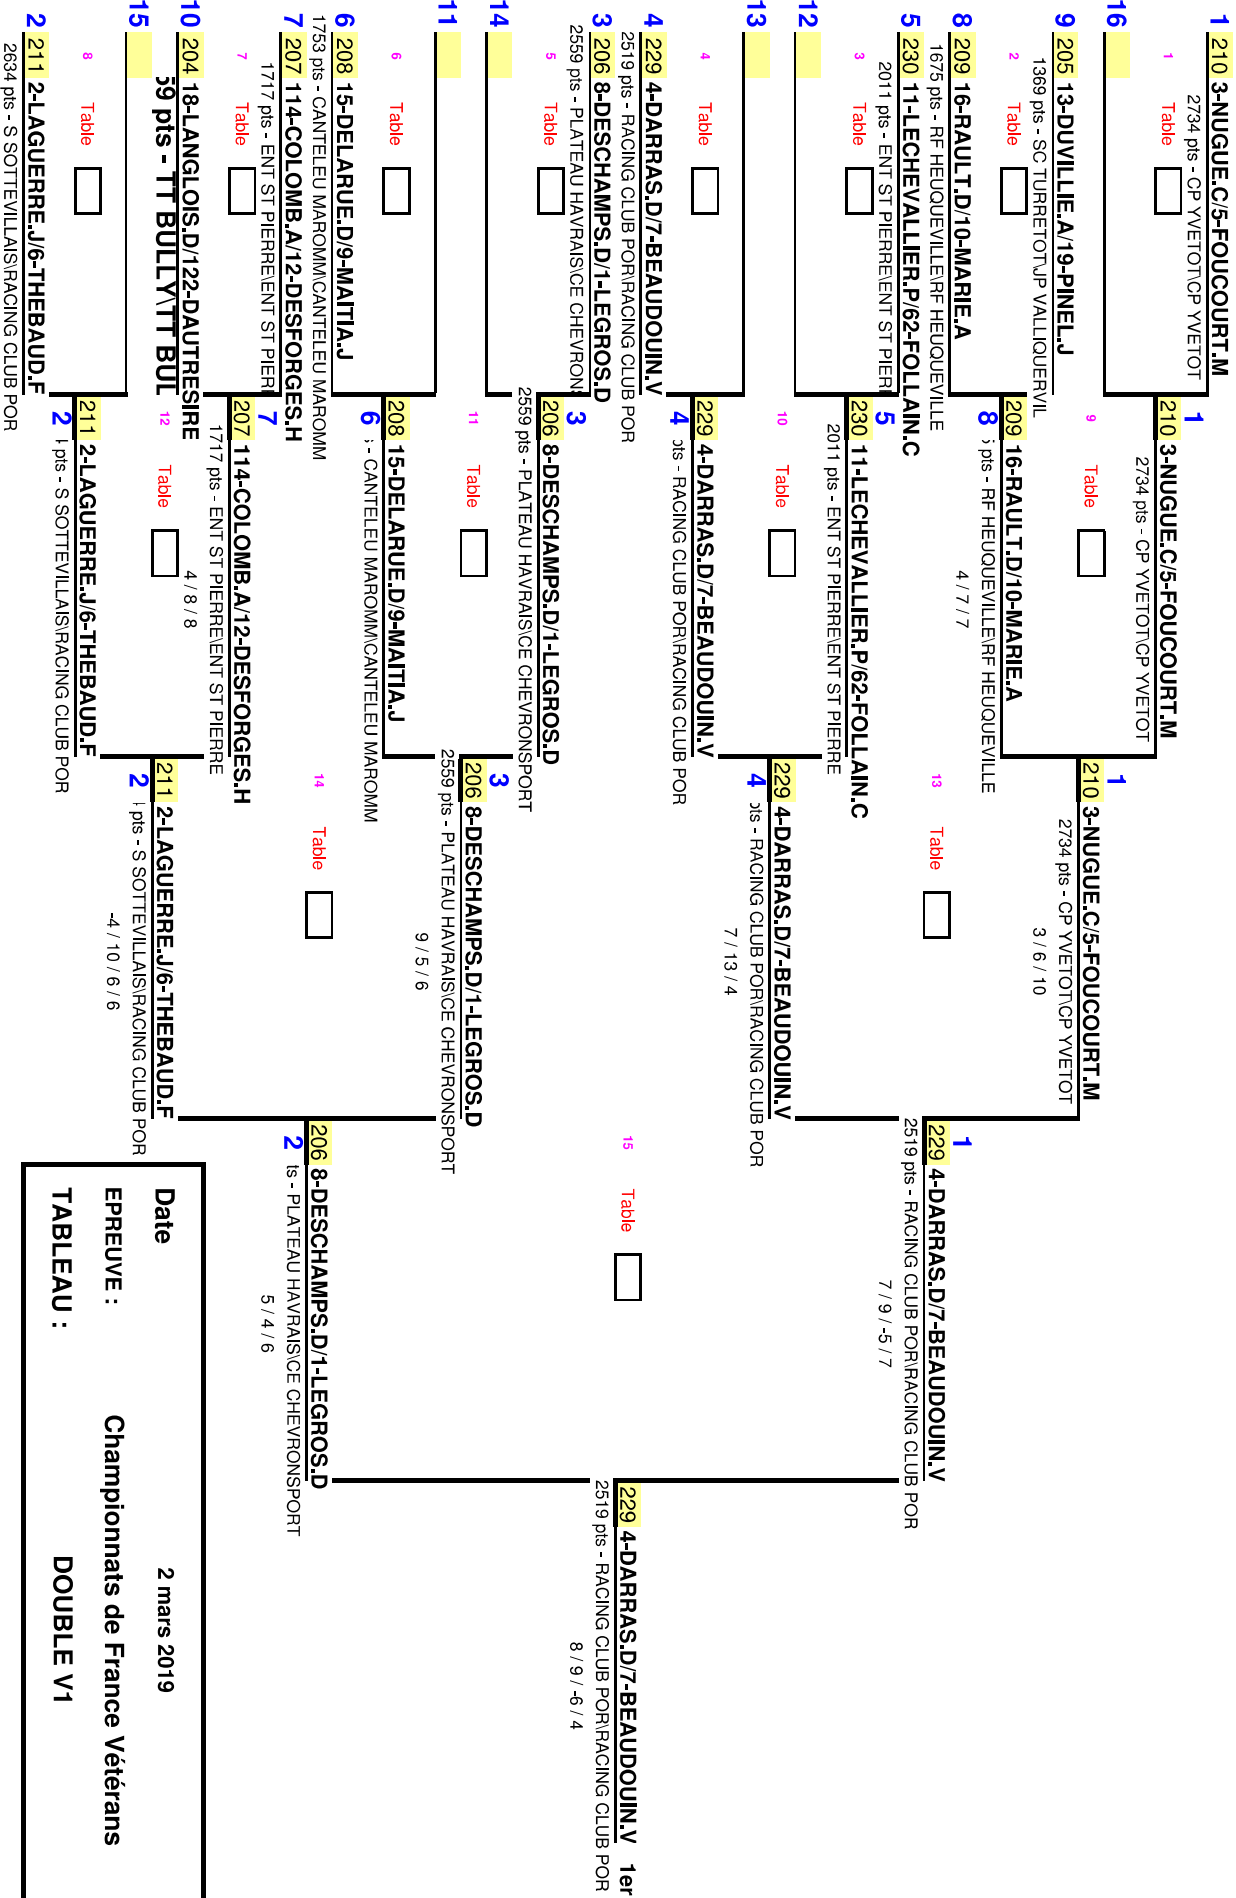 1
210 3-NUGUE.C/5-FOUCOURT.M
2734 pts - CP YVETOT\CP YVETOT
1 Table
16
9
205 13-DUVILLIE.A/19-PINEL.J
1369 pts - SC TURRETOT\JP VALLIQUERVIL
2 Table
8
209 16-RAULT.D/10-MARIE.A
1675 pts - RF HEUQUEVILLE\RF HEUQUEVILLE
5
230 11-LECHEVALLIER.P/62-FOLLAIN.C
2011 pts - ENT ST PIERRE\ENT ST PIERR
3 Table
12
13
4 Table
4
229 4-DARRAS.D/7-BEAUDOUIN.V
2519 pts - RACING CLUB POR\RACING CLUB POR
3
206 8-DESCHAMPS.D/1-LEGROS.D
2559 pts - PLATEAU HAVRAIS\CE CHEVRONS
5 Table
14
11
6 Table
6
208 15-DELARUE.D/9-MAITIA.J
1753 pts - CANTELEU MAROMM\CANTELEU MAROMM
7
207 114-COLOMB.A/12-DESFORGES.H
1717 pts - ENT ST PIERRE\ENT ST PIERR
7 Table
10
204 18-LANGLOIS.D/122-DAUTRESIRE
59 pts - TT BULLY\TT BUL
15
8 Table
2
211 2-LAGUERRE.J/6-THEBAUD.F
2634 pts - S SOTTEVILLAIS\RACING CLUB POR
1
210 3-NUGUE.C/5-FOUCOURT.M
2734 pts - CP YVETOT\CP YVETOT
9 Table
8
209 16-RAULT.D/10-MARIE.A
pts - RF HEUQUEVILLE\RF HEUQUEVILLE
4 / 7 / 7
5
230 11-LECHEVALLIER.P/62-FOLLAIN.C
2011 pts - ENT ST PIERRE\ENT ST PIERRE
10 Table
4
229 4-DARRAS.D/7-BEAUDOUIN.V
pts - RACING CLUB POR\RACING CLUB POR
3
206 8-DESCHAMPS.D/1-LEGROS.D
2559 pts - PLATEAU HAVRAIS\CE CHEVRONSPORT
11 Table
6
208 15-DELARUE.D/9-MAITIA.J
- CANTELEU MAROMM\CANTELEU MAROMM
7
207 114-COLOMB.A/12-DESFORGES.H
1717 pts - ENT ST PIERRE\ENT ST PIERRE
4 / 8 / 8
12 Table
2
211 2-LAGUERRE.J/6-THEBAUD.F
pts - S SOTTEVILLAIS\RACING CLUB POR
1
210 3-NUGUE.C/5-FOUCOURT.M
2734 pts - CP YVETOT\CP YVETOT
3 / 6 / 10
13 Table
4
229 4-DARRAS.D/7-BEAUDOUIN.V
pts - RACING CLUB POR\RACING CLUB POR
7 / 13 / 4
3
206 8-DESCHAMPS.D/1-LEGROS.D
2559 pts - PLATEAU HAVRAIS\CE CHEVRONSPORT
9 / 5 / 6
14 Table
2
211 2-LAGUERRE.J/6-THEBAUD.F
pts - S SOTTEVILLAIS\RACING CLUB POR
-4 / 10 / 6 / 6
1
229 4-DARRAS.D/7-BEAUDOUIN.V
2519 pts - RACING CLUB POR\RACING CLUB POR
7 / 9 / -5 / 7
15 Table
2
206 8-DESCHAMPS.D/1-LEGROS.D
ts - PLATEAU HAVRAIS\CE CHEVRONSPORT
5 / 4 / 6
229 4-DARRAS.D/7-BEAUDOUIN.V 1er
2519 pts - RACING CLUB POR\RACING CLUB POR
8 / 9 / -6 / 4
Date 2 mars 2019
EPREUVE : Championnats de France Vétérans
TABLEAU : DOUBLE V1